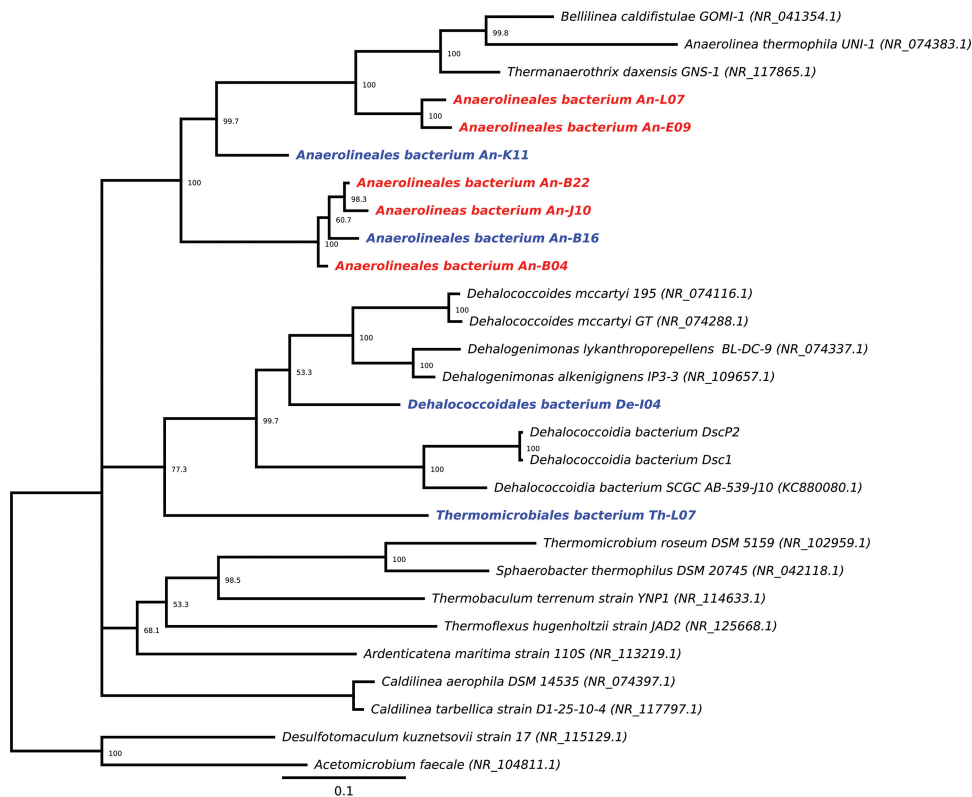 Bellilinea caldifistulae GOMI-1 (NR_041354.1)
99.8
Anaerolinea thermophila UNI-1 (NR_074383.1)
100
Thermanaerothrix daxensis GNS-1 (NR_117865.1)
100
Anaerolineales bacterium An-L07
100
Anaerolineales bacterium An-E09
99.7
Anaerolineales bacterium An-K11
100
Anaerolineales bacterium An-B22
98.3
Anaerolineas bacterium An-J10
60.7
Anaerolineales bacterium An-B16
100
Anaerolineales bacterium An-B04
Dehalococcoides mccartyi 195 (NR_074116.1)
100
Dehalococcoides mccartyi GT (NR_074288.1)
100
Dehalogenimonas lykanthroporepellens BL-DC-9 (NR_074337.1)
100
Dehalogenimonas alkenigignens IP3-3 (NR_109657.1)
53.3
Dehalococcoidales bacterium De-I04
99.7
Dehalococcoidia bacterium DscP2
100
Dehalococcoidia bacterium Dsc1
100
Dehalococcoidia bacterium SCGC AB-539-J10 (KC880080.1)
77.3
Thermomicrobiales bacterium Th-L07
Thermomicrobium roseum DSM 5159 (NR_102959.1)
100
Sphaerobacter thermophilus DSM 20745 (NR_042118.1)
98.5
Thermobaculum terrenum strain YNP1 (NR_114633.1)
53.3
Thermoflexus hugenholtzii strain JAD2 (NR_125668.1)
68.1
Ardenticatena maritima strain 110S (NR_113219.1)
Caldilinea aerophila DSM 14535 (NR_074397.1)
Caldilinea tarbellica strain D1-25-10-4 (NR_117797.1)
Desulfotomaculum kuznetsovii strain 17 (NR_115129.1)
100
Acetomicrobium faecale (NR_104811.1)
0.1